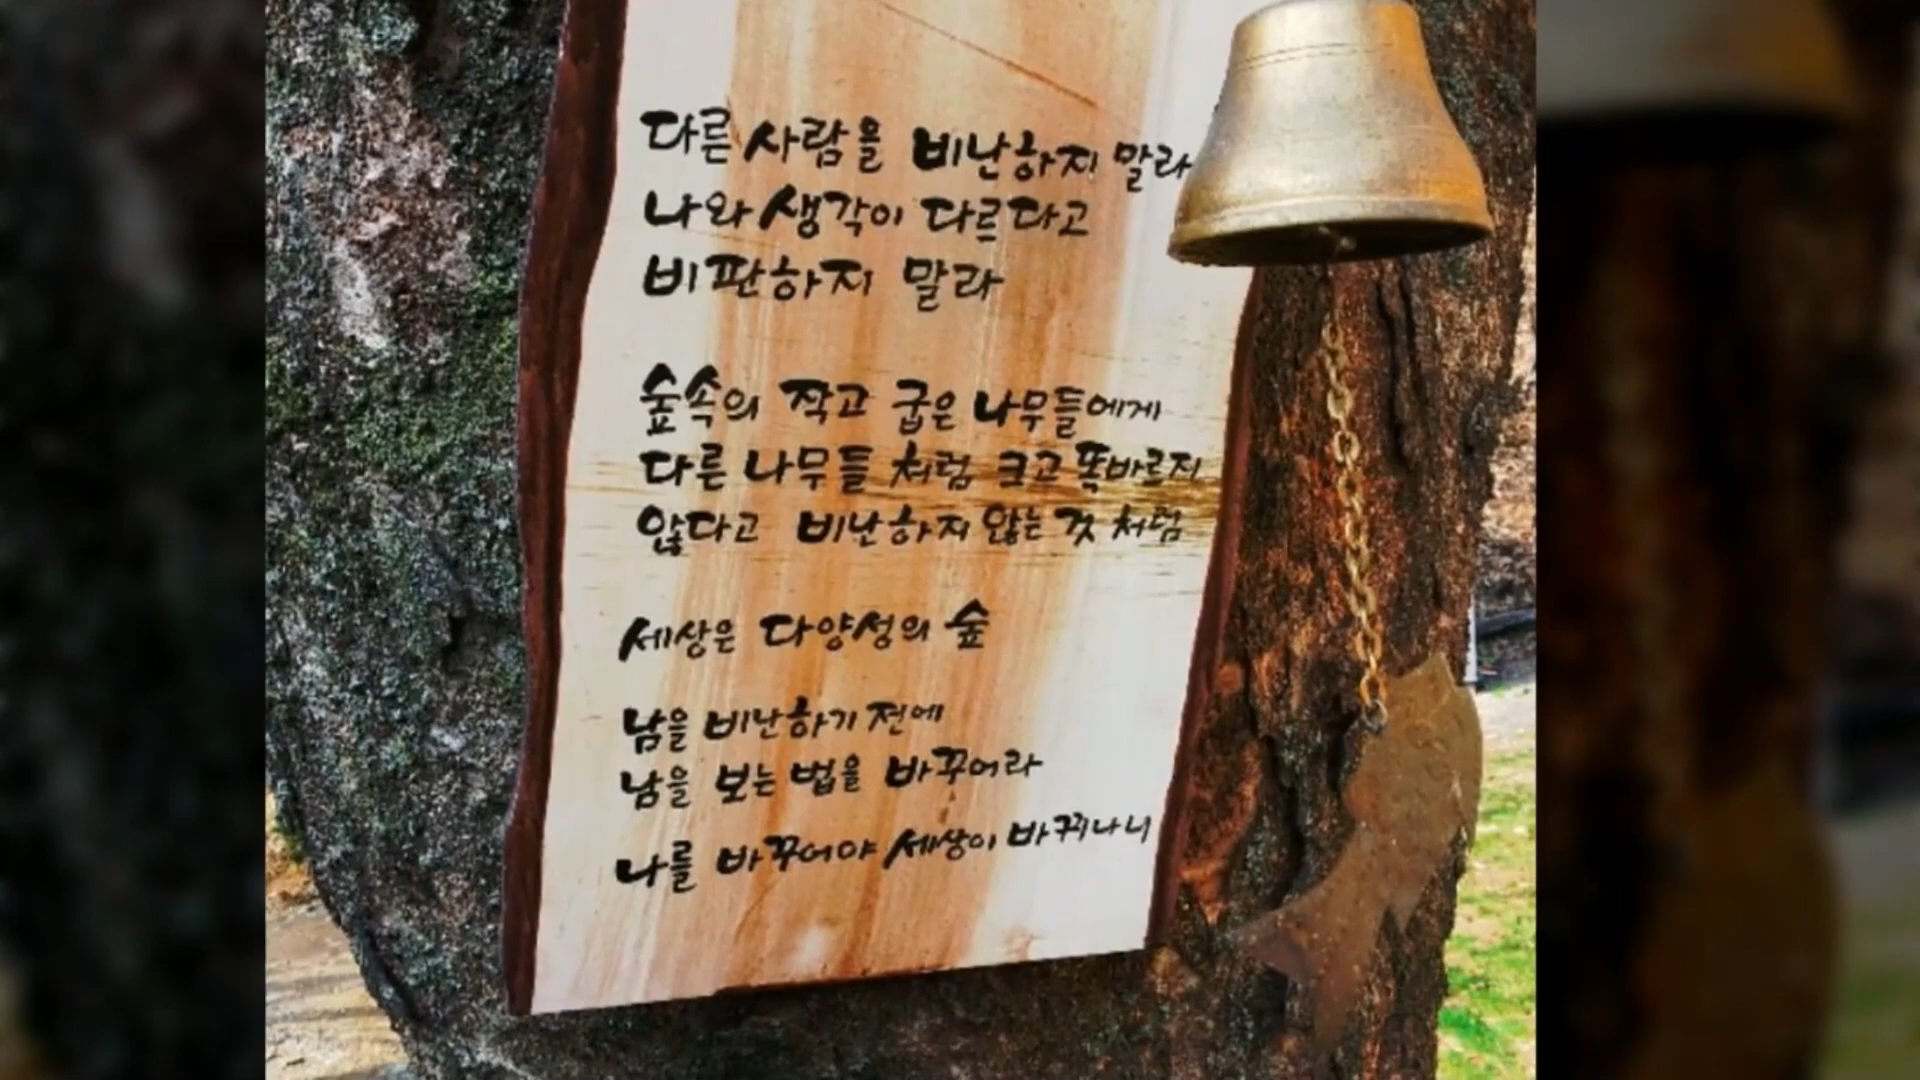 다른 사람을 비난하지 말라
나와 생각이 다르다고
비판하지 말라
숲속의 작고 굽은 나무들에게
다른 나무들 처럼 크고 똑바르지
않다고 비난하지 않는 것 처럼
세상은 다양성의 숲
남을 비난하기 전에
남을 보는 법을 바꾸어라
나를 바꾸어야 세상이 바뀌나니